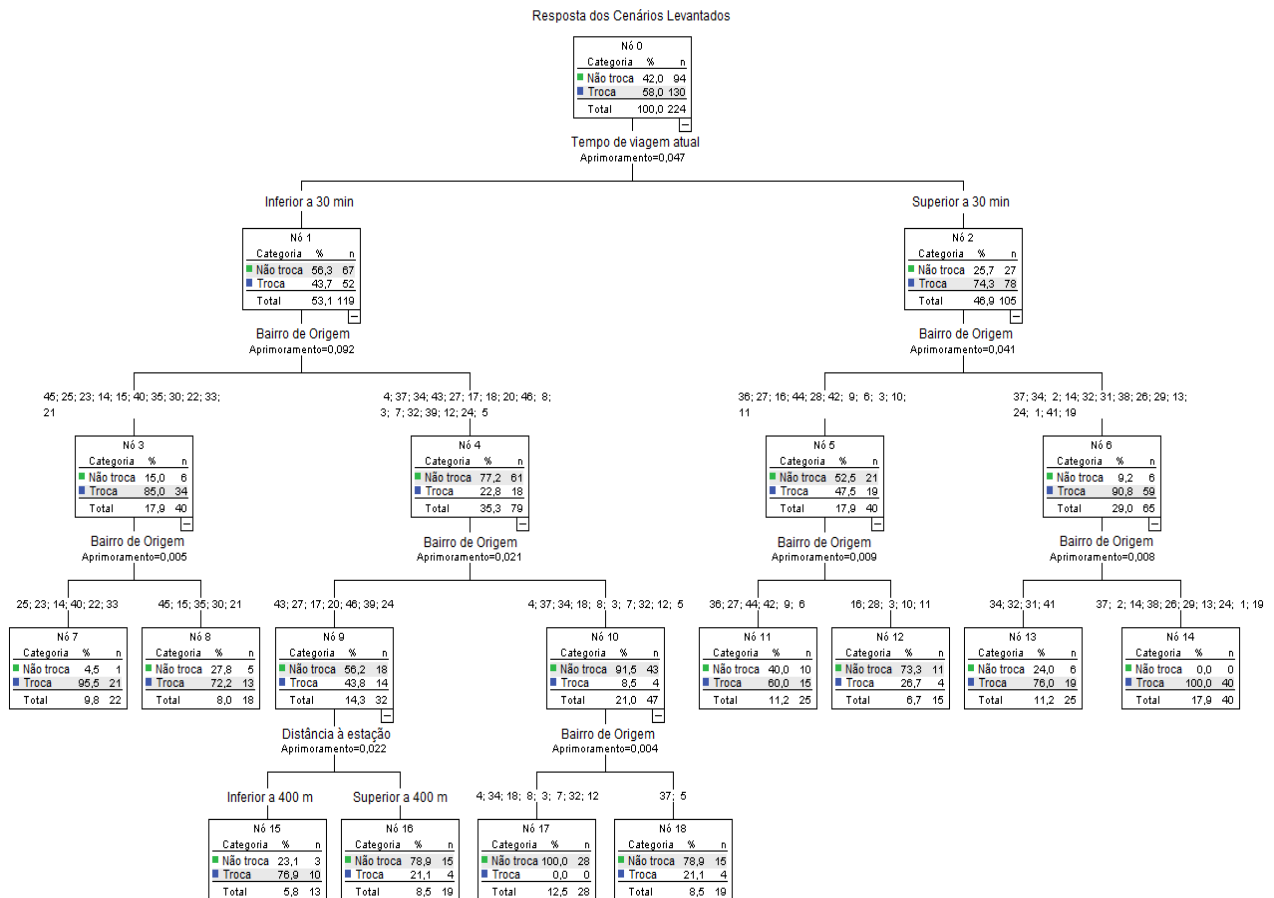 Resposta dos Cenários Levantados
Nó 0
Categoria % n
Não troca 42,0 94
Troca 58,0 130
Total 100,0 224
Tempo de viagem atual
Aprimoramento=0,047
Inferior a 30 min
Superior a 30 min
Nó 1
Categoria % n
Não troca 56,3 67
Troca 43,7 52
Total 53,1 119
Bairro de Origem
Aprimoramento=0,092
Nó 2
Categoria % n
Não troca 25,7 27
Troca 74,3 78
Total 46,9 105
Bairro de Origem
Aprimoramento=0,041
45; 25; 23; 14; 15; 40; 35; 30; 22; 33;
21
4; 37; 34; 43; 27; 17; 18; 20; 46; 8;
3; 7; 32; 39; 12; 24; 5
36; 27; 16; 44; 28; 42; 9; 6; 3; 10;
11
37; 34; 2; 14; 32; 31; 38; 26; 29; 13;
24; 1; 41; 19
Nó 3
Categoria % n
Não troca 15,0 6
Troca 85,0 34
Total 17,9 40
Bairro de Origem
Aprimoramento=0,005
Nó 4
Categoria % n
Não troca 77,2 61
Troca 22,8 18
Total 35,3 79
Bairro de Origem
Aprimoramento=0,021
Nó 5
Categoria % n
Não troca 52,5 21
Troca 47,5 19
Total 17,9 40
Bairro de Origem
Aprimoramento=0,009
Nó 6
Categoria % n
Não troca 9,2 6
Troca 90,8 59
Total 29,0 65
Bairro de Origem
Aprimoramento=0,008
25; 23; 14; 40; 22; 33
45; 15; 35; 30; 21
43; 27; 17; 20; 46; 39; 24
4; 37; 34; 18; 8; 3; 7; 32; 12; 5
36; 27; 44; 42; 9; 6
16; 28; 3; 10; 11
34; 32; 31; 41
37; 2; 14; 38; 26; 29; 13; 24; 1; 19
Nó 7
Categoria % n
Não troca 4,5 1
Troca 95,5 21
Total 9,8 22
Nó 8
Categoria % n
Não troca 27,8 5
Troca 72,2 13
Total 8,0 18
Nó 9
Categoria % n
Não troca 56,2 18
Troca 43,8 14
Total 14,3 32
Distância à estação
Aprimoramento=0,022
Nó 10
Categoria % n
Não troca 91,5 43
Troca 8,5 4
Total 21,0 47
Bairro de Origem
Aprimoramento=0,004
Nó 11
Categoria % n
Não troca 40,0 10
Troca 60,0 15
Total 11,2 25
Nó 12
Categoria % n
Não troca 73,3 11
Troca 26,7 4
Total 6,7 15
Nó 13
Categoria % n
Não troca 24,0 6
Troca 76,0 19
Total 11,2 25
Nó 14
Categoria % n
Não troca 0,0 0
Troca 100,0 40
Total 17,9 40
Inferior a 400 m
Superior a 400 m
4; 34; 18; 8; 3; 7; 32; 12
37; 5
Nó 15
Categoria % n
Não troca 23,1 3
Troca 76,9 10
Total 5,8 13
Nó 16
Categoria % n
Não troca 78,9 15
Troca 21,1 4
Total 8,5 19
Nó 17
Categoria % n
Não troca 100,0 28
Troca 0,0 0
Total 12,5 28
Nó 18
Categoria % n
Não troca 78,9 15
Troca 21,1 4
Total 8,5 19